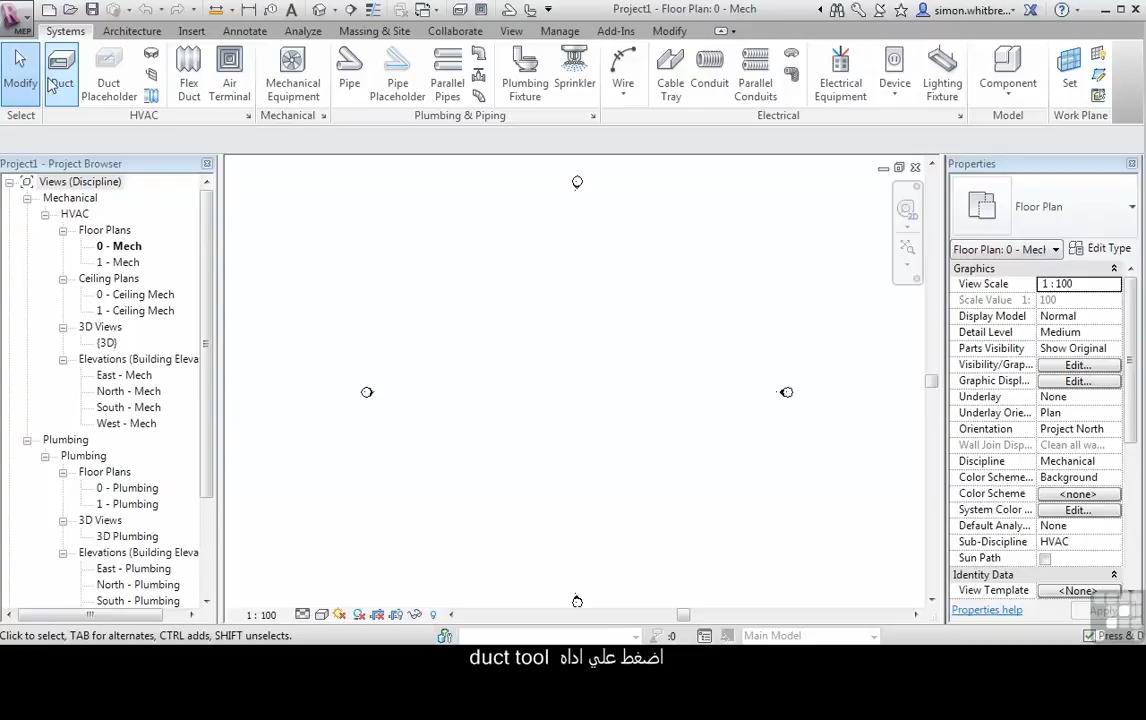 Project1 - Floor Plan: 0 - Mech
simon.whitbre...
MEP
Systems Architecture Insert Annotate Analyze Massing & Site Collaborate View Manage Add-Ins Modify
Modify Duct Duct Placeholder Flex Duct Air Terminal Mechanical Equipment Pipe Pipe Placeholder Parallel Pipes Plumbing Fixture Sprinkler Wire Cable Tray Conduit Parallel Conduits Electrical Equipment Device Lighting Fixture Component Set
Select HVAC Mechanical Plumbing & Piping Electrical Model Work Plane
Project1 - Project Browser
Views (Discipline)
Mechanical
HVAC
Floor Plans
0 - Mech
1 - Mech
Ceiling Plans
0 - Ceiling Mech
1 - Ceiling Mech
3D Views
{3D}
Elevations (Building Eleva
East - Mech
North - Mech
South - Mech
West - Mech
Plumbing
Plumbing
Floor Plans
0 - Plumbing
1 - Plumbing
3D Views
3D Plumbing
Elevations (Building Eleva
East - Plumbing
North - Plumbing
South - Plumbing
2D
Properties
Floor Plan
Floor Plan: 0 - Mecl Edit Type
Graphics
View Scale 1 : 100
Scale Value 1: 100
Display Model Normal
Detail Level Medium
Parts Visibility Show Original
Visibility/Grap... Edit...
Graphic Displ... Edit...
Underlay None
Underlay Orie... Plan
Orientation Project North
Wall Join Disp... Clean all wa...
Discipline Mechanical
Color Scheme... Background
Color Scheme <none>
System Color ... Edit...
Default Analy... None
Sub-Discipline HVAC
Sun Path
Identity Data
View Template <None>
Properties help Apply
1 : 100
Click to select, TAB for alternates, CTRL adds, SHIFT unselects.
:0
Main Model
Press & D
اضغط علي اداه duct tool